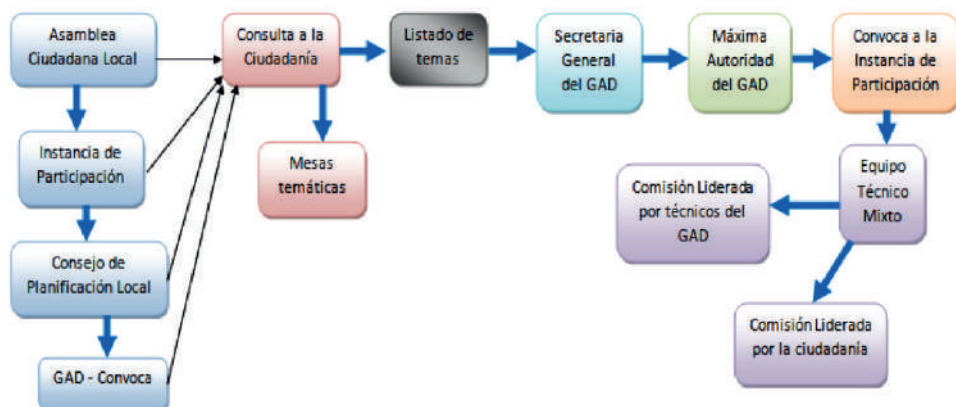 Asamblea
Ciudadana Local
Consulta a la
Ciudadanía
Listado de
temas
Secretaria
General
del GAD
Máxima
Autoridad
del GAD
Convoca a la
Instancia de
Participación
Instancia de
Participación
Mesas
temáticas
Equipo
Técnico
Mixto
Comisión Liderada
por técnicos del
GAD
Consejo de
Planificación Local
Comisión Liderada
por la ciudadanía
GAD - Convoca